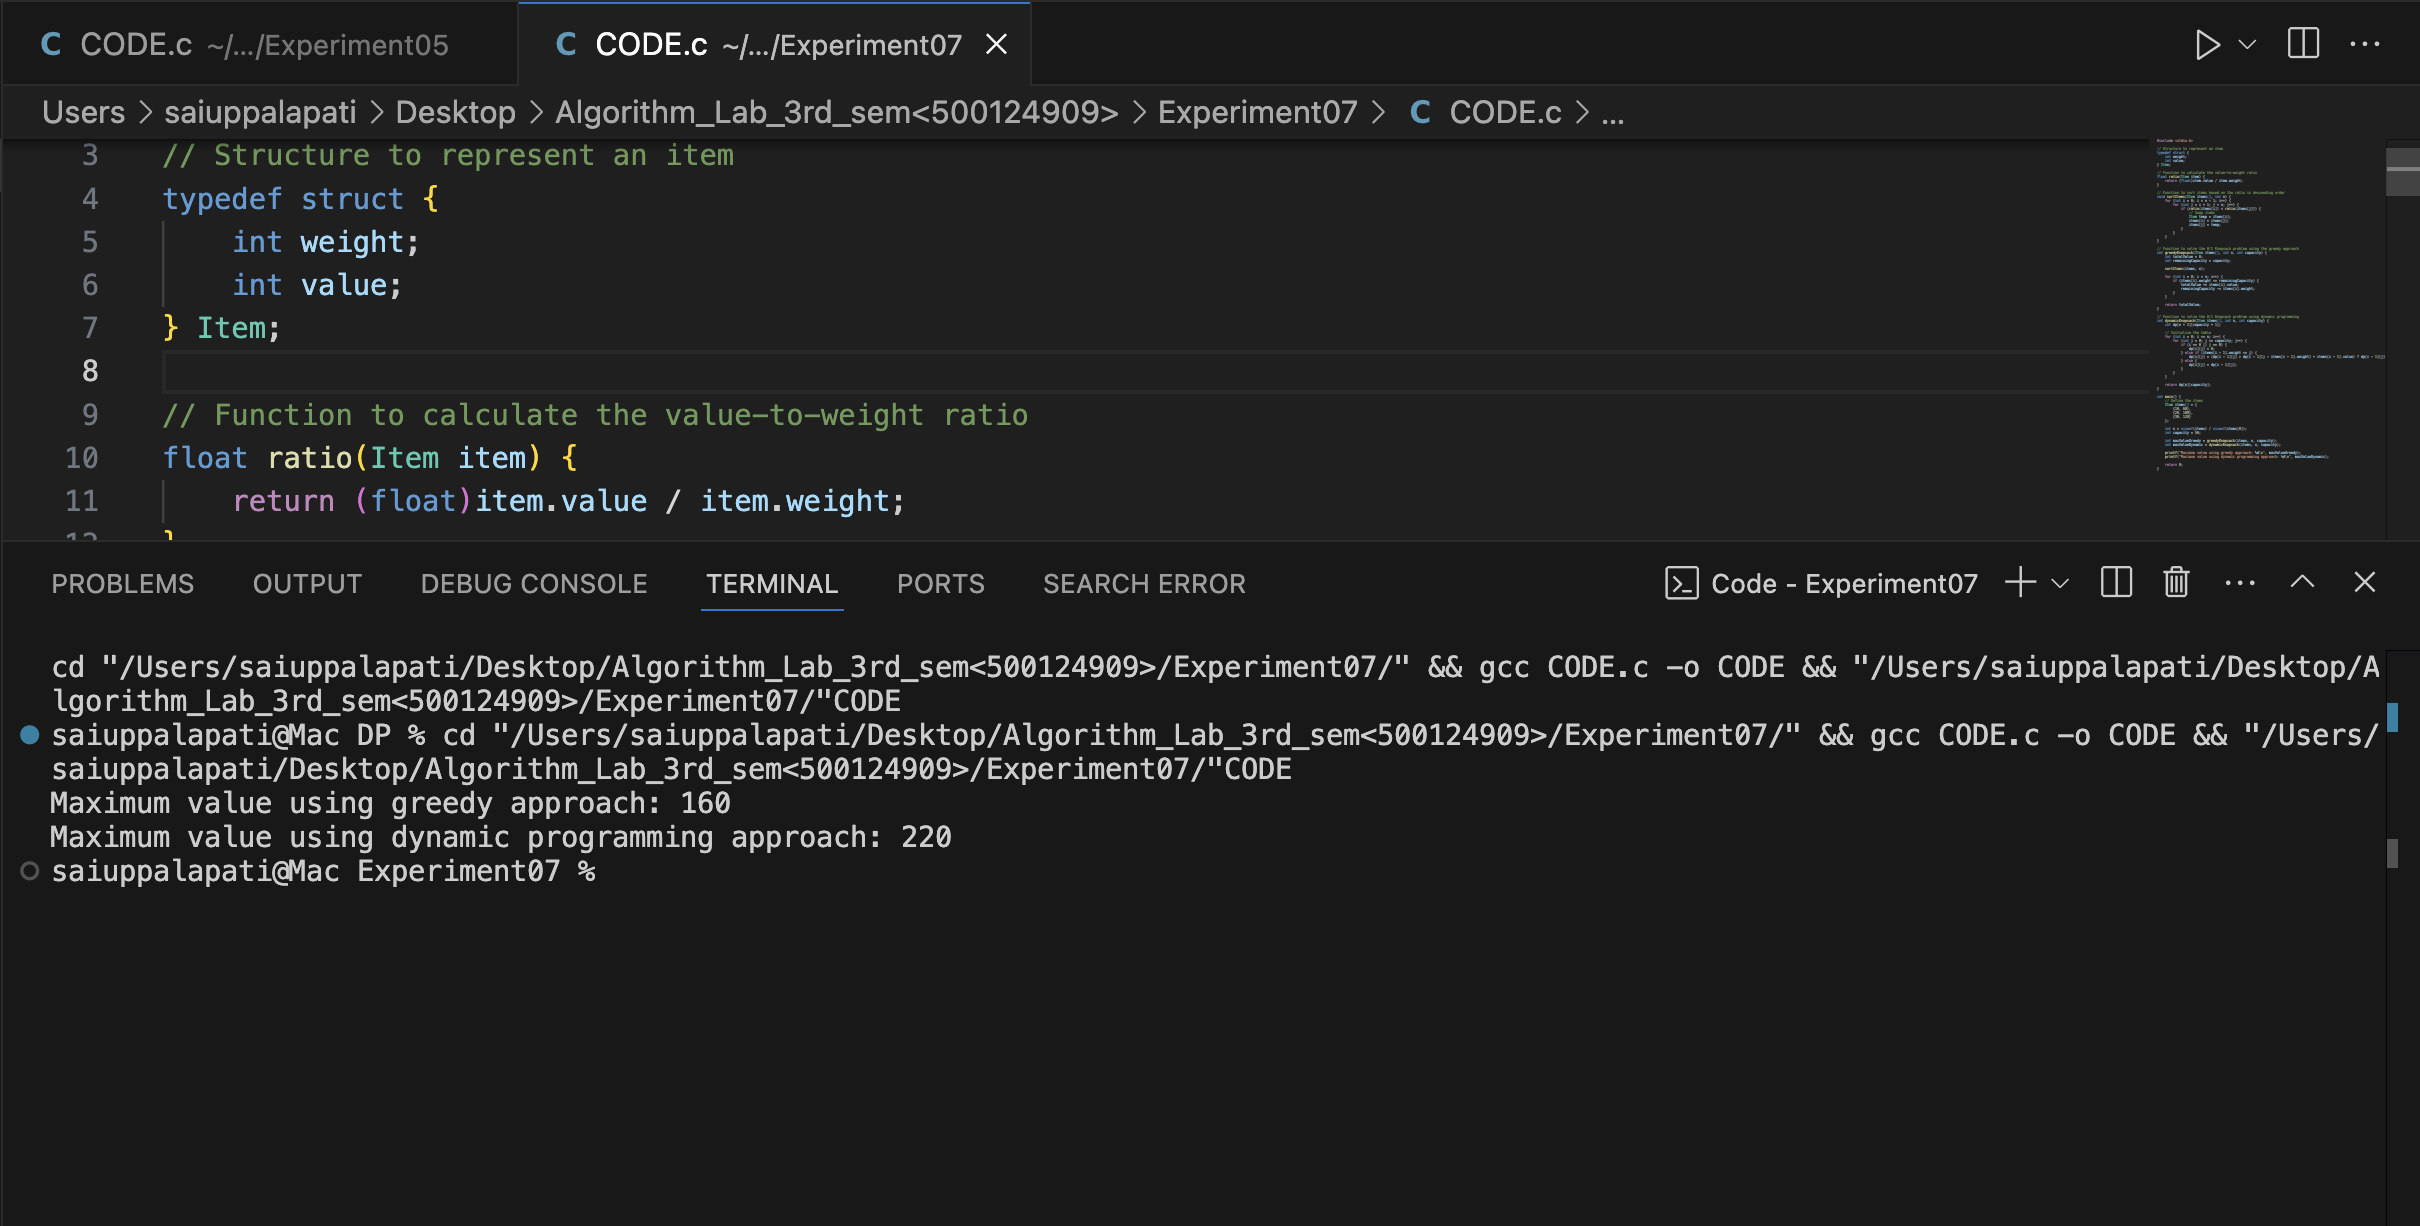 C CODE.c ~/.../Experiment05
C CODE.c ~/.../Experiment07
Users > saiuppalapati > Desktop > Algorithm_Lab_3rd_sem<500124909> > Experiment07 > C CODE.c > ...
3 // Structure to represent an item
4 typedef struct {
5 int weight;
6 int value;
7 } Item;
8
9 // Function to calculate the value-to-weight ratio
10 float ratio(Item item) {
11 return (float)item.value / item.weight;
12 }
PROBLEMS OUTPUT DEBUG CONSOLE TERMINAL PORTS SEARCH ERROR
Code - Experiment07
cd "/Users/saiuppalapati/Desktop/Algorithm_Lab_3rd_sem<500124909>/Experiment07/" && gcc CODE.c -o CODE && "/Users/saiuppalapati/Desktop/A
lgorithm_Lab_3rd_sem<500124909>/Experiment07/"CODE
saiuppalapati@Mac DP % cd "/Users/saiuppalapati/Desktop/Algorithm_Lab_3rd_sem<500124909>/Experiment07/" && gcc CODE.c -o CODE && "/Users/
saiuppalapati/Desktop/Algorithm_Lab_3rd_sem<500124909>/Experiment07/"CODE
Maximum value using greedy approach: 160
Maximum value using dynamic programming approach: 220
saiuppalapati@Mac Experiment07 %